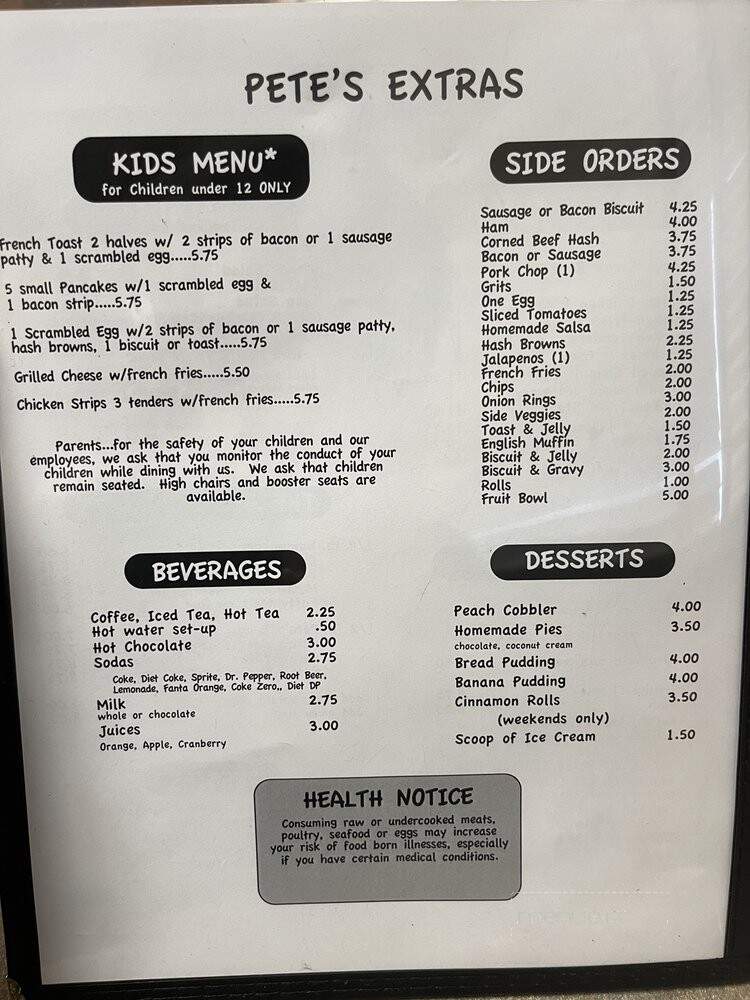 PETE'S EXTRAS
KIDS MENU*
for Children under 12 ONLY
French Toast 2 halves w/ 2 strips of bacon or 1 sausage
patty & 1 scrambled egg.....5.75
5 small Pancakes w/1 scrambled egg &
1 bacon strip.....5.75
1 Scrambled Egg w/2 strips of bacon or 1 sausage patty,
hash browns, 1 biscuit or toast.....5.75
Grilled Cheese w/french fries.....5.50
Chicken Strips 3 tenders w/french fries.....5.75
Parents...for the safety of your children and our
employees, we ask that you monitor the conduct of your
children while dining with us. We ask that children
remain seated. High chairs and booster seats are
available.
SIDE ORDERS
Sausage or Bacon Biscuit 4.25
Ham 4.00
Corned Beef Hash 3.75
Bacon or Sausage 3.75
Pork Chop (1) 4.25
Grits 1.50
One Egg 1.25
Sliced Tomatoes 1.25
Homemade Salsa 1.25
Hash Browns 2.25
Jalapenos (1) 1.25
French Fries 2.00
Chips 2.00
Onion Rings 3.00
Side Veggies 2.00
Toast & Jelly 1.50
English Muffin 1.75
Biscuit & Jelly 2.00
Biscuit & Gravy 3.00
Rolls 1.00
Fruit Bowl 5.00
BEVERAGES
Coffee, Iced Tea, Hot Tea 2.25
Hot water set-up .50
Hot Chocolate 3.00
Sodas 2.75
Coke, Diet Coke, Sprite, Dr. Pepper, Root Beer,
Lemonade, Fanta Orange, Coke Zero,, Diet DP
Milk 2.75
whole or chocolate
Juices 3.00
Orange, Apple, Cranberry
DESSERTS
Peach Cobbler 4.00
Homemade Pies 3.50
chocolate, coconut cream
Bread Pudding 4.00
Banana Pudding 4.00
Cinnamon Rolls 3.50
(weekends only)
Scoop of Ice Cream 1.50
HEALTH NOTICE
Consuming raw or undercooked meats,
poultry, seafood or eggs may increase
your risk of food born illnesses, especially
if you have certain medical conditions.